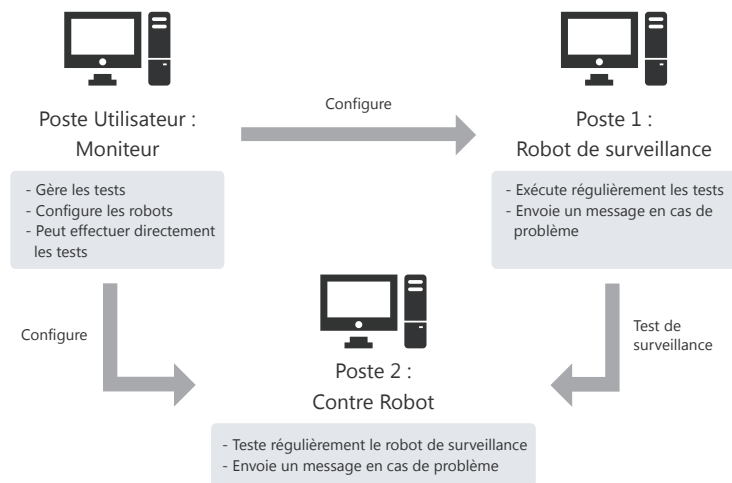 Poste Utilisateur :
Moniteur
- Gère les tests
- Configure les robots
- Peut effectuer directement
les tests
Configure
Poste 1 :
Robot de surveillance
- Exécute régulièrement les tests
- Envoie un message en cas de
problème
Configure
Test de
surveillance
Poste 2 :
Contre Robot
- Teste régulièrement le robot de surveillance
- Envoie un message en cas de problème